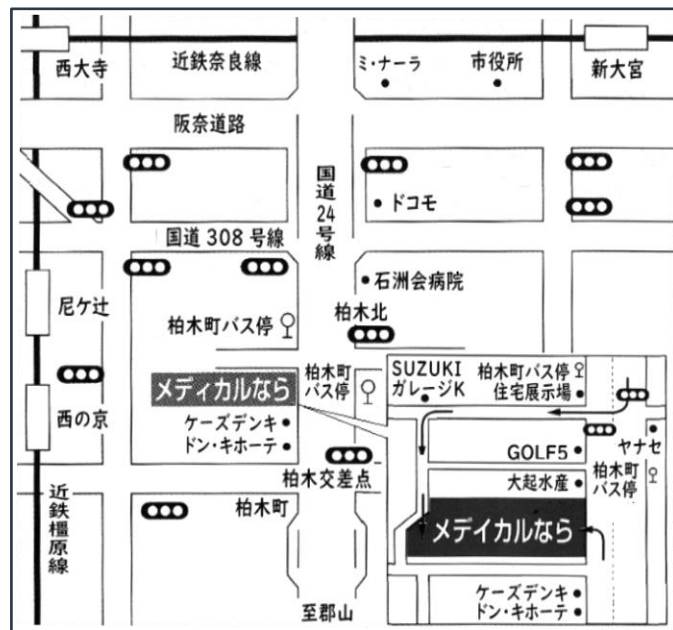 西大寺
近鉄奈良線
ミ・ナーラ
市役所
新大宮
阪奈道路
国道24号線
ドコモ
国道308号線
石洲会病院
尼ケ辻
柏木町バス停
柏木北
メディカルなら
柏木町
バス停
西の京
ケーズデンキ
ドン・キホーテ
柏木交差点
柏木町
近鉄橿原線
至郡山
SUZUKI
ガレージK
柏木町バス停
住宅展示場
GOLF5
ヤナセ
大起水産
柏木町
バス停
メデイカルなら
ケーズデンキ
ドン・キホーテ